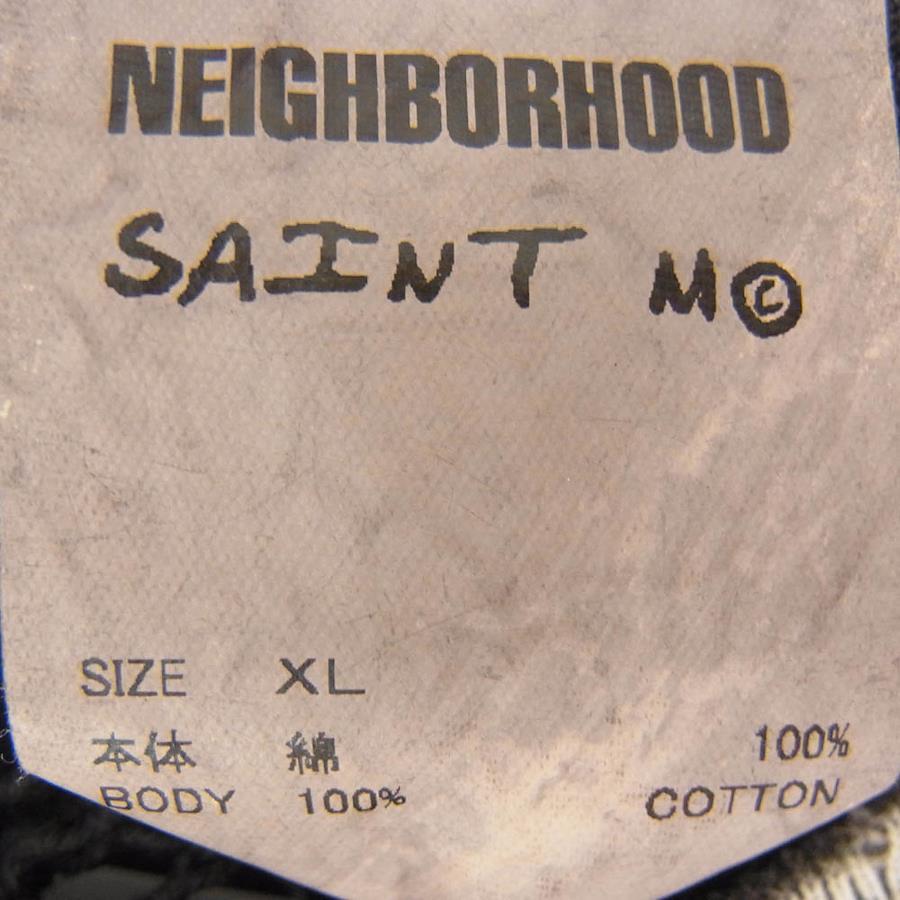 NEIGHBORHOOD
SAINT M©
SIZE XL
本体 綿 100%
BODY 100% COTTON